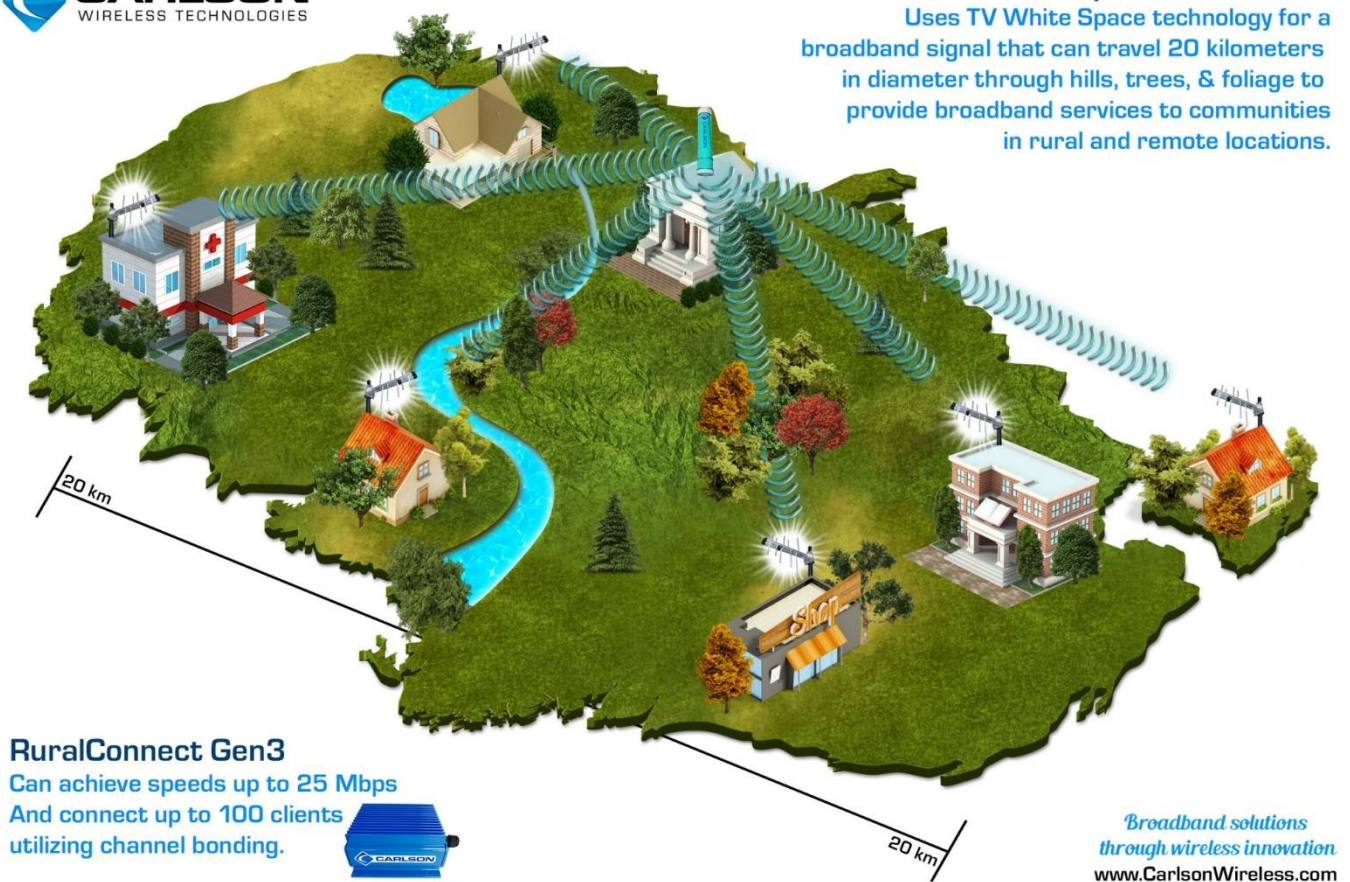 WIRELESS TECHNOLOGIES
Uses TV White Space technology for a
broadband signal that can travel 20 kilometers
in diameter through hills, trees, & foliage to
provide broadband services to communities
in rural and remote locations.
20 km
Shop
20 km
RuralConnect Gen3
Can achieve speeds up to 25 Mbps
And connect up to 100 clients
utilizing channel bonding.
CARLSON
Broadband solutions
through wireless innovation
www.CarlsonWireless.com